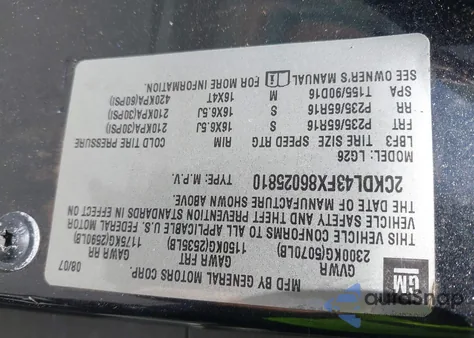 MFD BY GENERAL MOTORS CORP.
08/07 GAWR FRT GAWR RR
GVWR
2300KG(5070LB) 1150KG(2535LB) 1175KG(2590LB)
THIS VEHICLE CONFORMS TO ALL APPLICABLE U.S. FEDERAL MOTOR
VEHICLE SAFETY AND THEFT PREVENTION STANDARDS IN EFFECT ON
THE DATE OF MANUFACTURE SHOWN ABOVE.
2CKDL43FX86025810 TYPE: M.P.V.
MODEL: LG26
LBF3 TIRE SIZE SPEED RTG RIM COLD TIRE PRESSURE
FRT P235/65R16 S 16X6.5J 210KPA(30PSI)
RR P235/65R16 S 16X6.5J 210KPA(30PSI)
SPA T155/90D16 M 16X4T 420KPA(60PSI)
SEE OWNER'S MANUAL FOR MORE INFORMATION.
GM
autoSnap